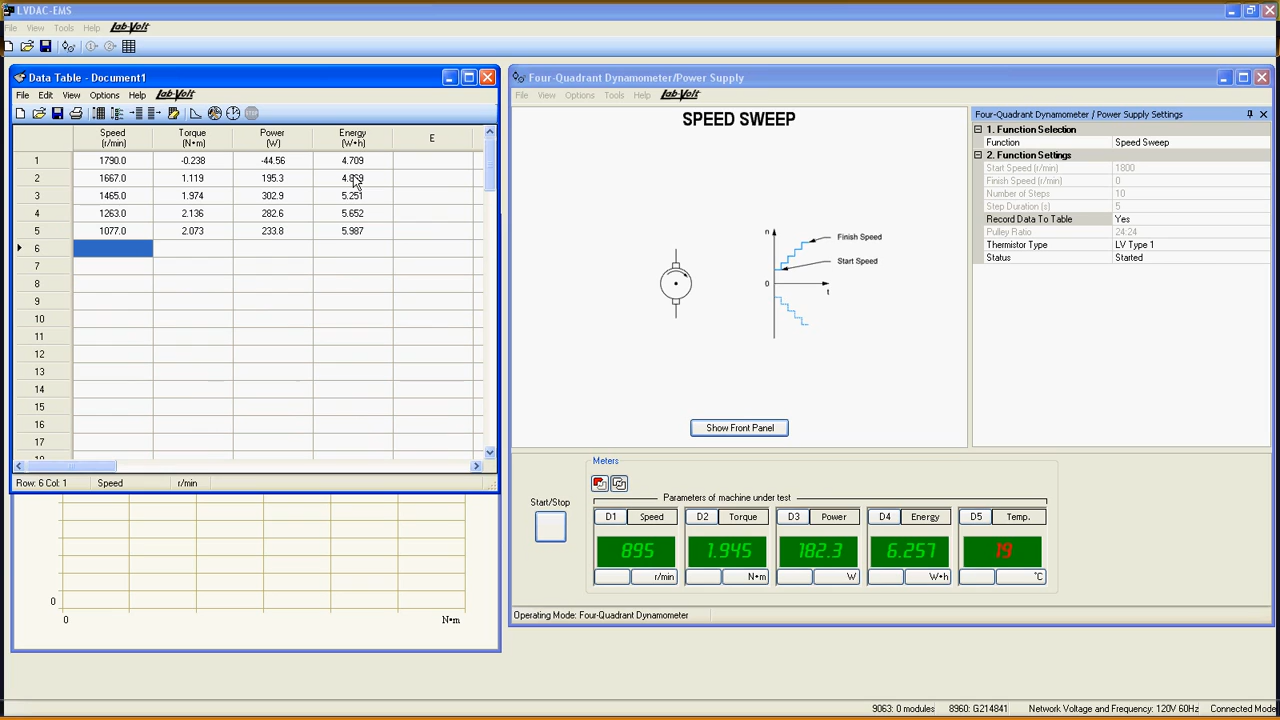 LVDAC-EMS
File View Tools Help Lab-Volt
Data Table - Document1
File Edit View Options Help Lab-Volt
Speed (r/min) Torque (N•m) Power (W) Energy (W•h) E
1 1790.0 -0.238 -44.56 4.709
2 1667.0 1.119 195.3
3 1465.0 1.974 302.9 5.251
4 1263.0 2.136 282.6 5.652
5 1077.0 2.073 233.8 5.987
6
7
8
9
10
11
12
13
14
15
16
17
Row: 6 Col: 1 Speed r/min
0
0 N•m
Four-Quadrant Dynamometer/Power Supply
File View Options Tools Help Lab-Volt
SPEED SWEEP
n
Finish Speed
Start Speed
0
t
Show Front Panel
Four-Quadrant Dynamometer / Power Supply Settings
1. Function Selection
Function Speed Sweep
2. Function Settings
Start Speed (r/min) 1800
Finish Speed (r/min) 0
Number of Steps 10
Step Duration (s) 5
Record Data To Table Yes
Pulley Ratio 24:24
Thermistor Type LV Type 1
Status Started
Meters
Parameters of machine under test
Start/Stop
D1 Speed D2 Torque D3 Power D4 Energy D5 Temp.
895 1.945 182.3 6.257 19
r/min N•m W W•h °C
Operating Mode: Four-Quadrant Dynamometer
9063: 0 modules 8960: G214841 Network Voltage and Frequency: 120V 60Hz Connected Mode